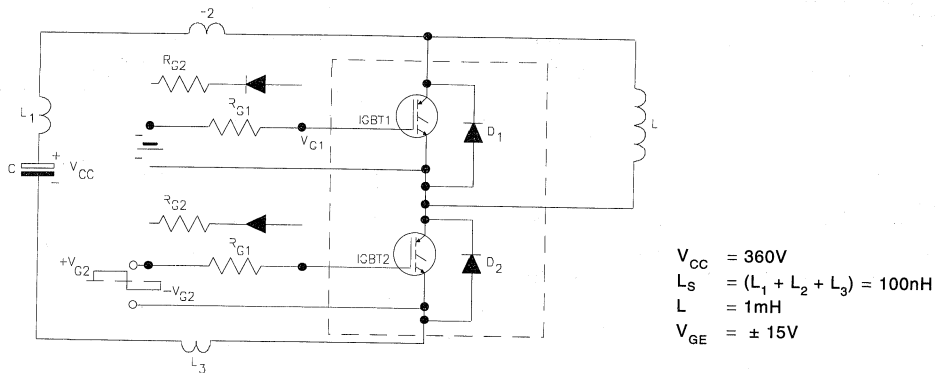 -2
R_G2
L_1
R_G1
IGBT1
D_1
L
V_G1
C
+
-
V_CC
R_G2
R_G1
IGBT2
D_2
+V_G2
-V_G2
L_3
V_CC = 360V
L_S = (L_1 + L_2 + L_3) = 100nH
L = 1mH
V_GE = ± 15V